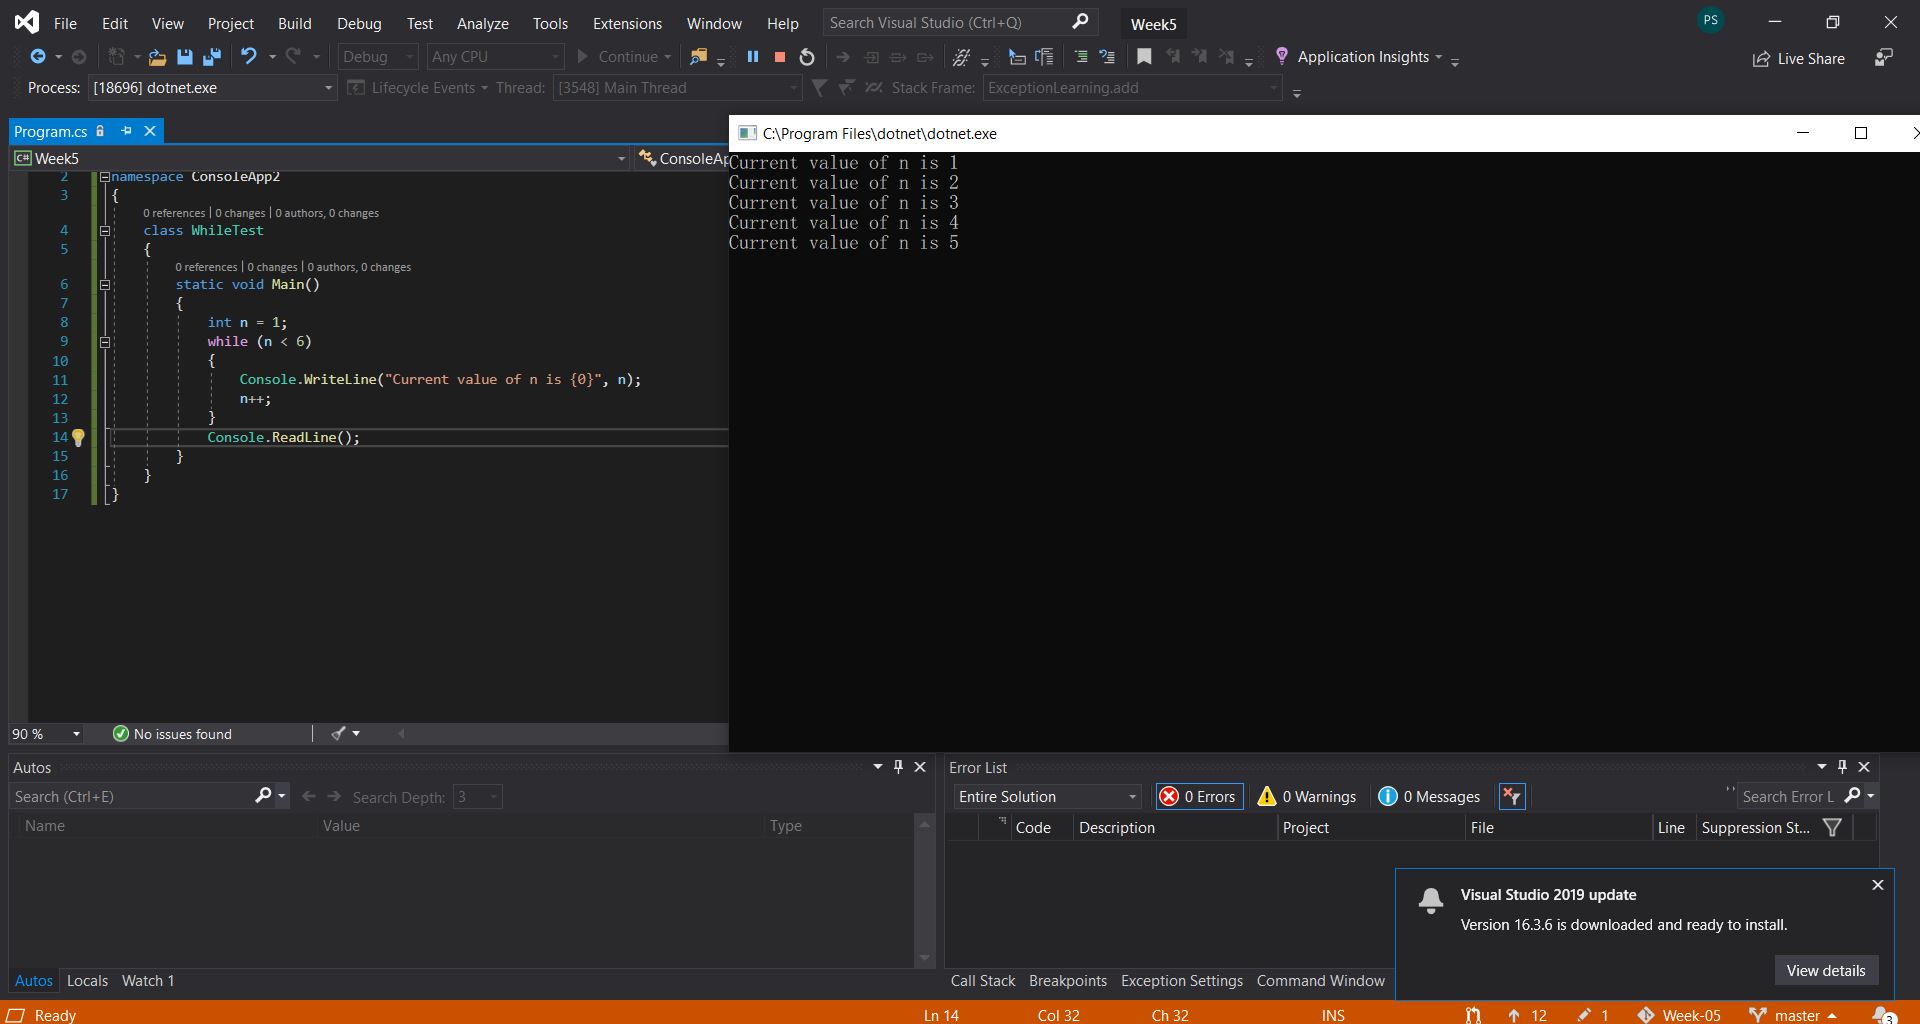 File Edit View Project Build Debug Test Analyze Tools Extensions Window Help Search Visual Studio (Ctrl+Q) Week5 PS
Debug Any CPU Continue Application Insights Live Share
Process: [18696] dotnet.exe Lifecycle Events Thread: [3548] Main Thread Stack Frame: ExceptionLearning.add
Program.cs
C# Week5 ConsoleAp
2 namespace ConsoleApp2
3 {
0 references | 0 changes | 0 authors, 0 changes
4 class WhileTest
5 {
0 references | 0 changes | 0 authors, 0 changes
6 static void Main()
7 {
8 int n = 1;
9 while (n < 6)
10 {
11 Console.WriteLine("Current value of n is {0}", n);
12 n++;
13 }
14 Console.ReadLine();
15 }
16 }
17 }
90 % No issues found
C:\Program Files\dotnet\dotnet.exe
Current value of n is 1
Current value of n is 2
Current value of n is 3
Current value of n is 4
Current value of n is 5
Autos
Search (Ctrl+E) Search Depth: 3
Name Value Type
Autos Locals Watch 1
Error List
Entire Solution 0 Errors 0 Warnings 0 Messages Search Error L
Code Description Project File Line Suppression St...
Call Stack Breakpoints Exception Settings Command Window
Visual Studio 2019 update
Version 16.3.6 is downloaded and ready to install.
View details
Ready Ln 14 Col 32 Ch 32 INS 12 1 Week-05 master 3